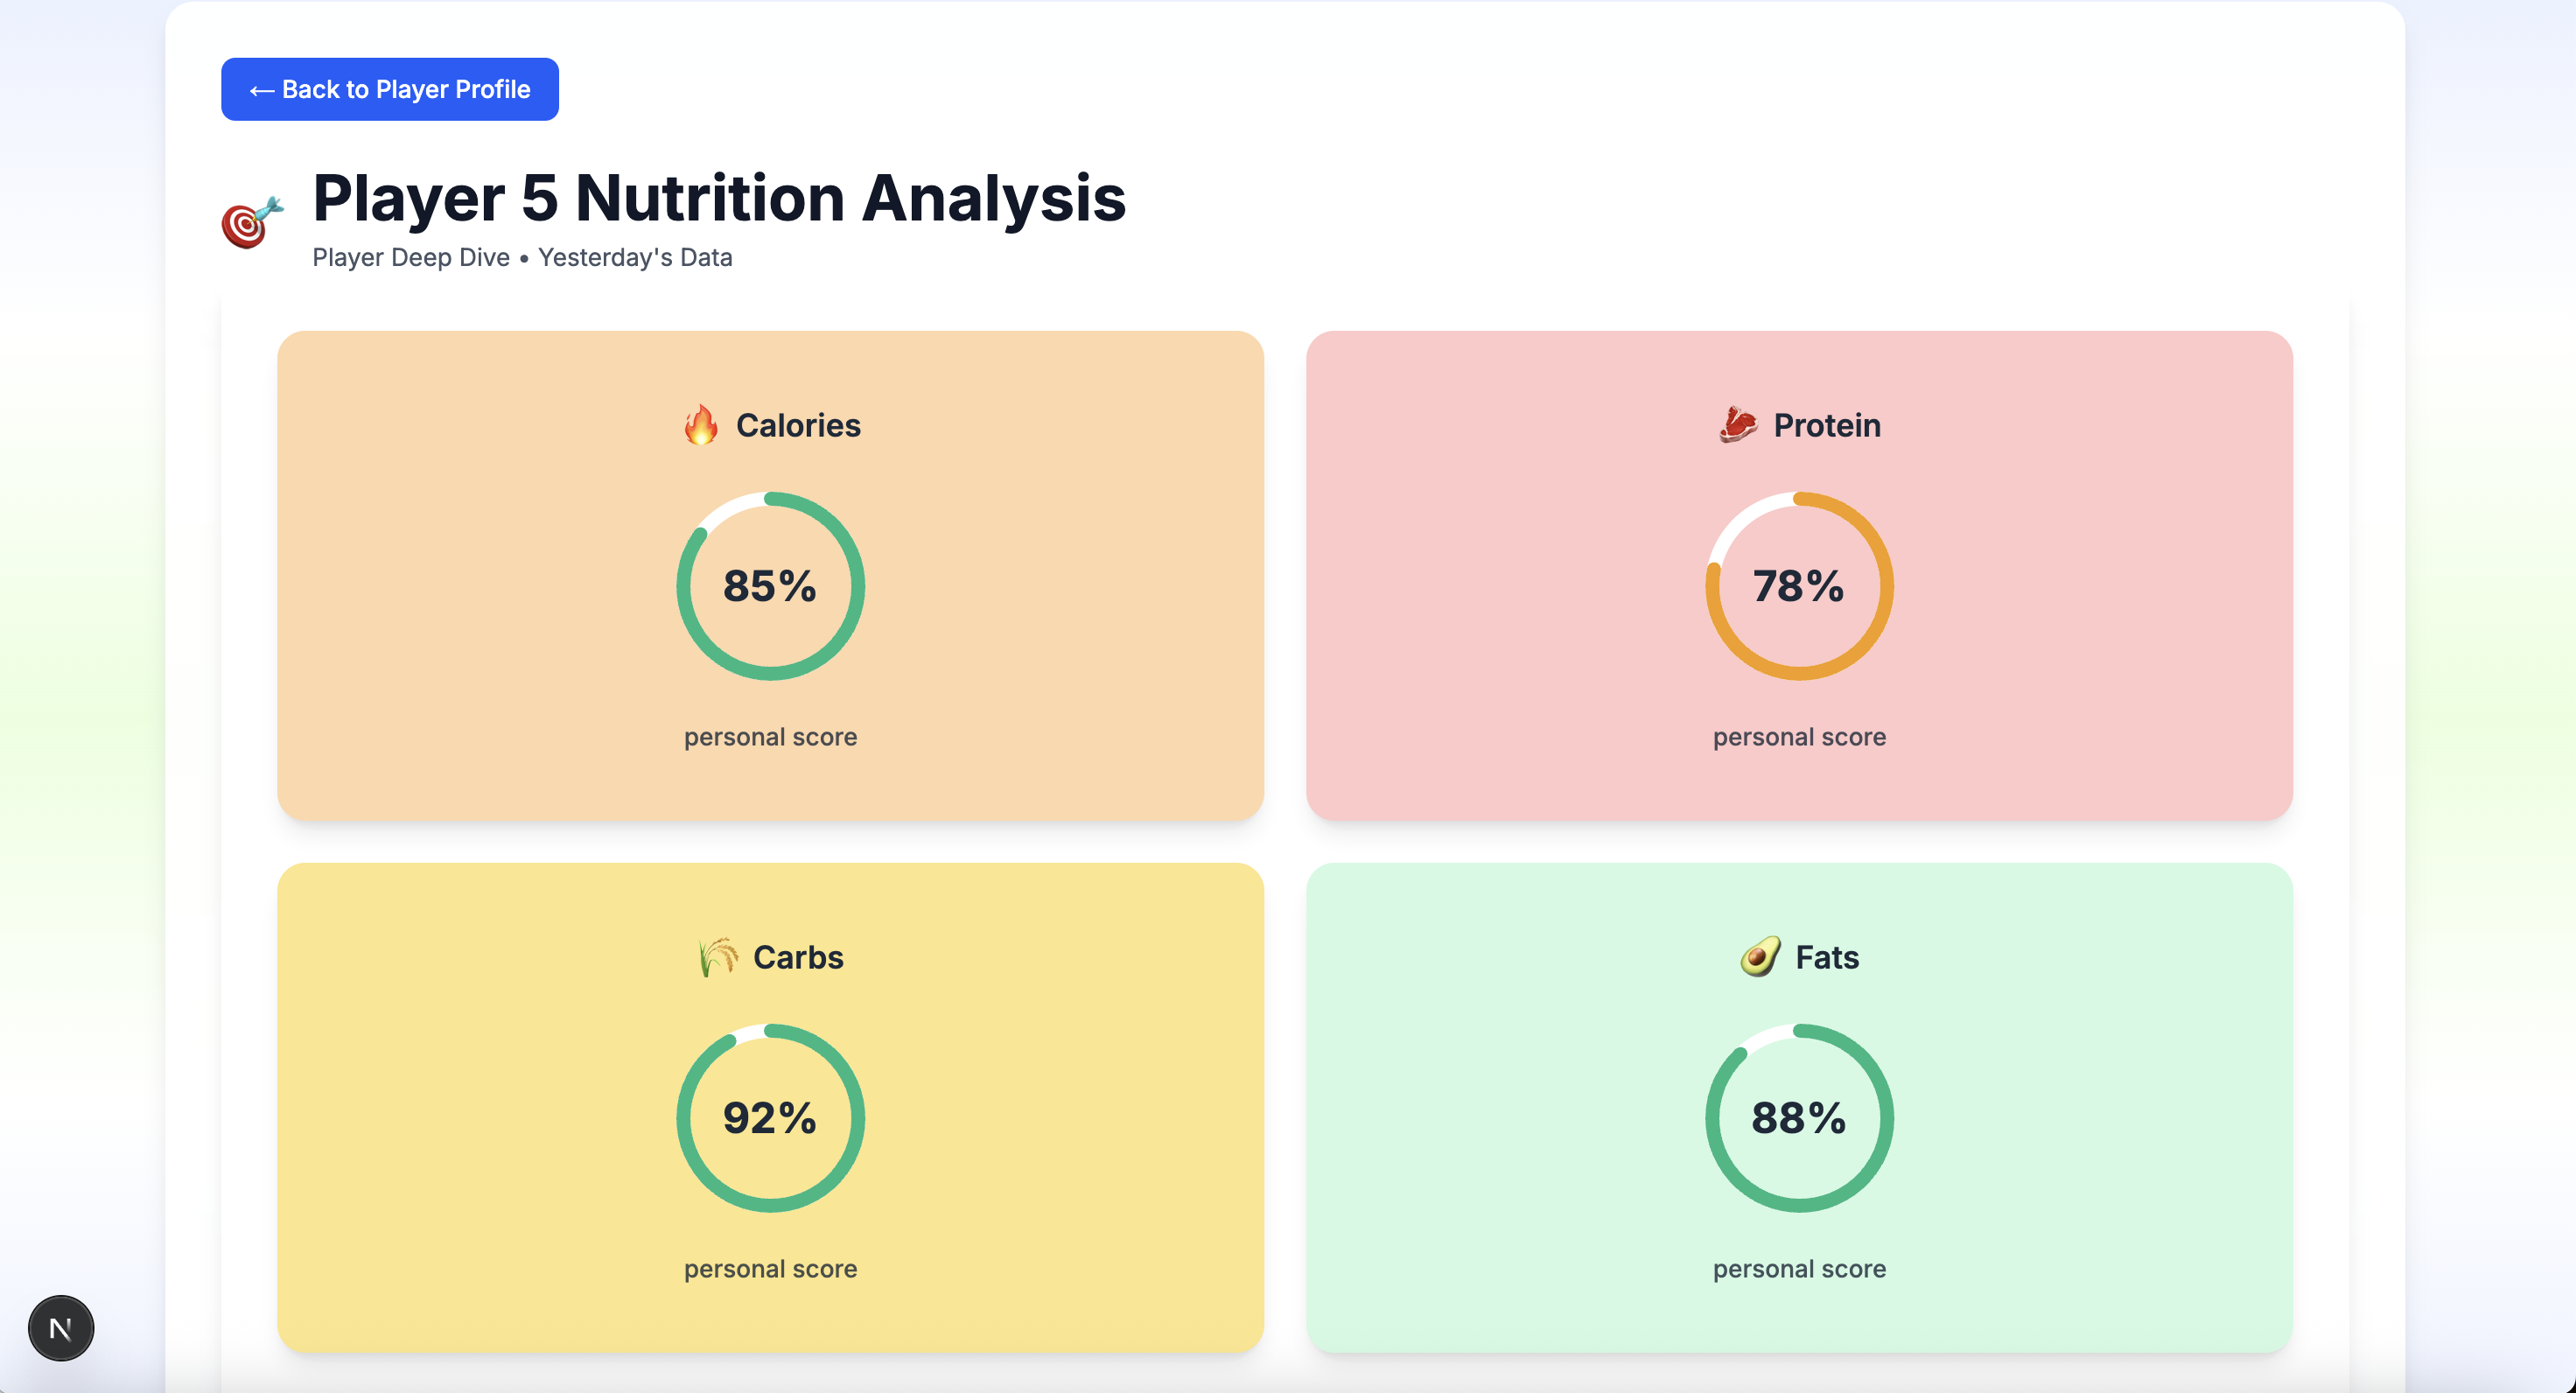 ← Back to Player Profile
Player 5 Nutrition Analysis
Player Deep Dive • Yesterday's Data
Calories
85%
personal score
Protein
78%
personal score
Carbs
92%
personal score
Fats
88%
personal score
N